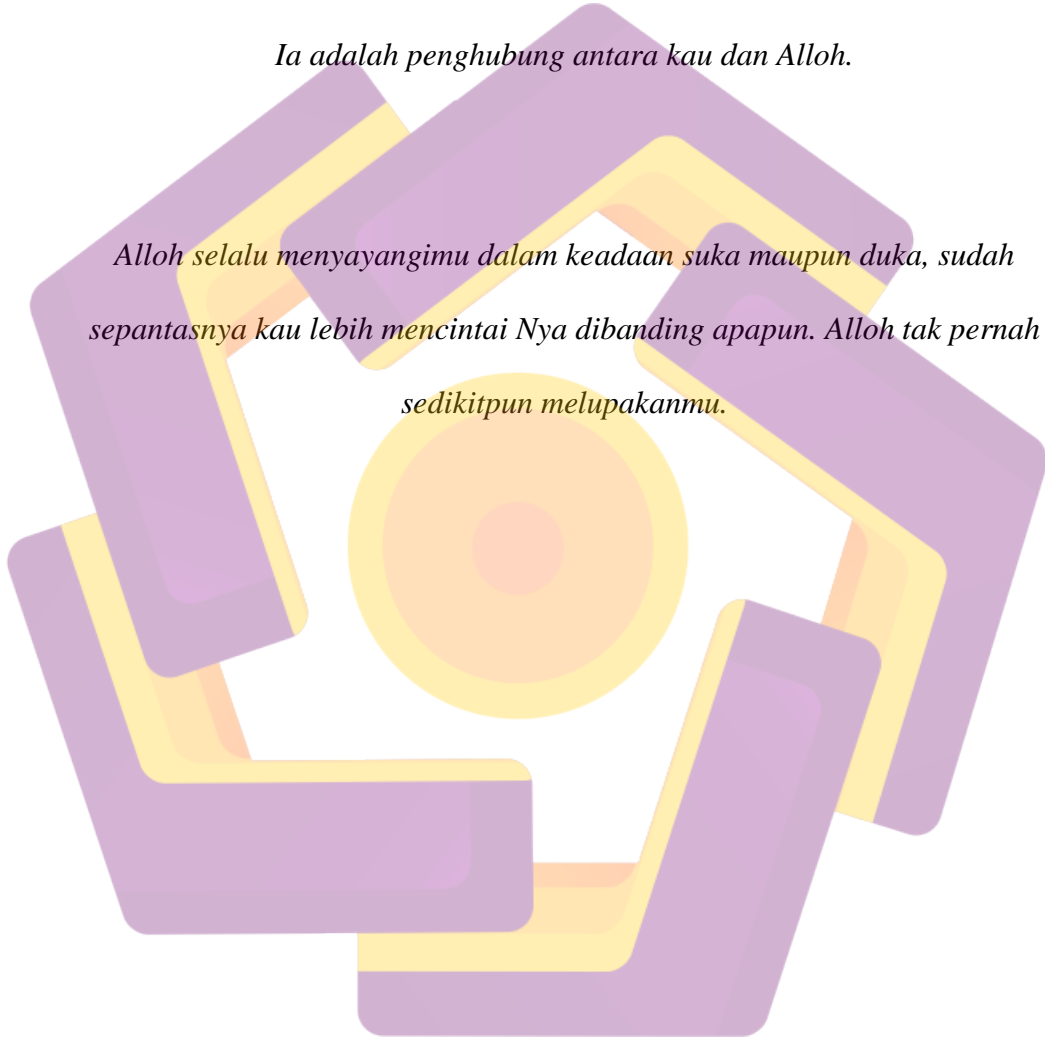 Ia adalah penghubung antara kau dan Alloh.
Alloh selalu menyayangimu dalam keadaan suka maupun duka, sudah
sepantasnya kau lebih mencintai Nya dibanding apapun. Alloh tak pernah
sedikitpun melupakanmu.